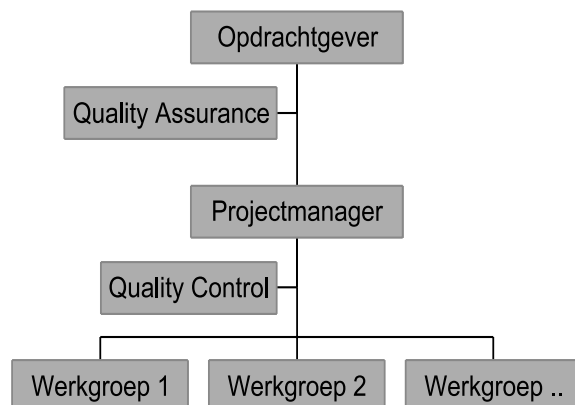 Opdrachtgever
Quality Assurance
Projectmanager
Quality Control
Werkgroep 1
Werkgroep 2
Werkgroep ..